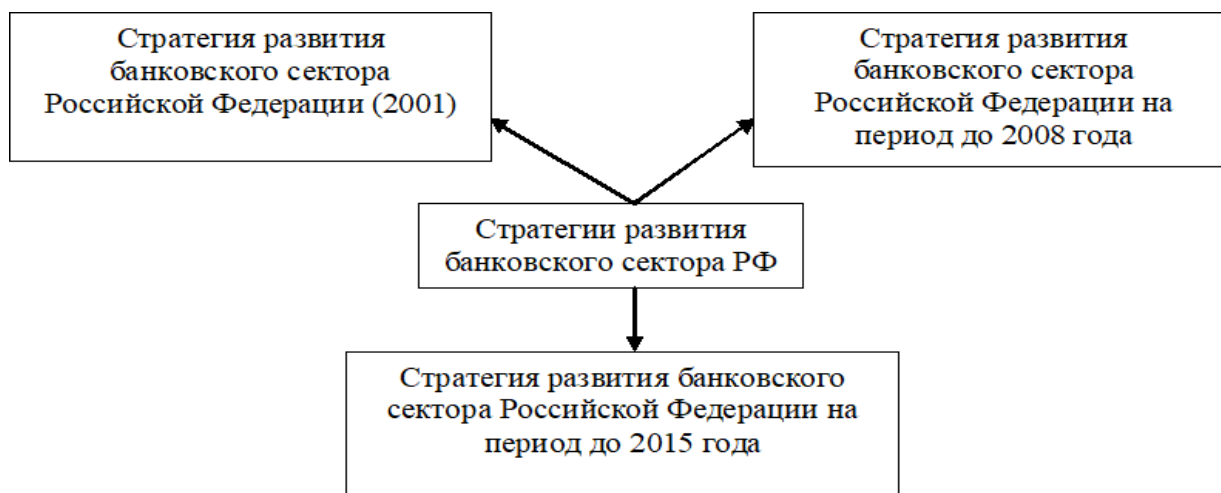 Стратегия развития
банковского сектора
Российской Федерации (2001)
Стратегия развития
банковского сектора
Российской Федерации на
период до 2008 года
Стратегии развития
банковского сектора РФ
Стратегия развития банковского
сектора Российской Федерации на
период до 2015 года